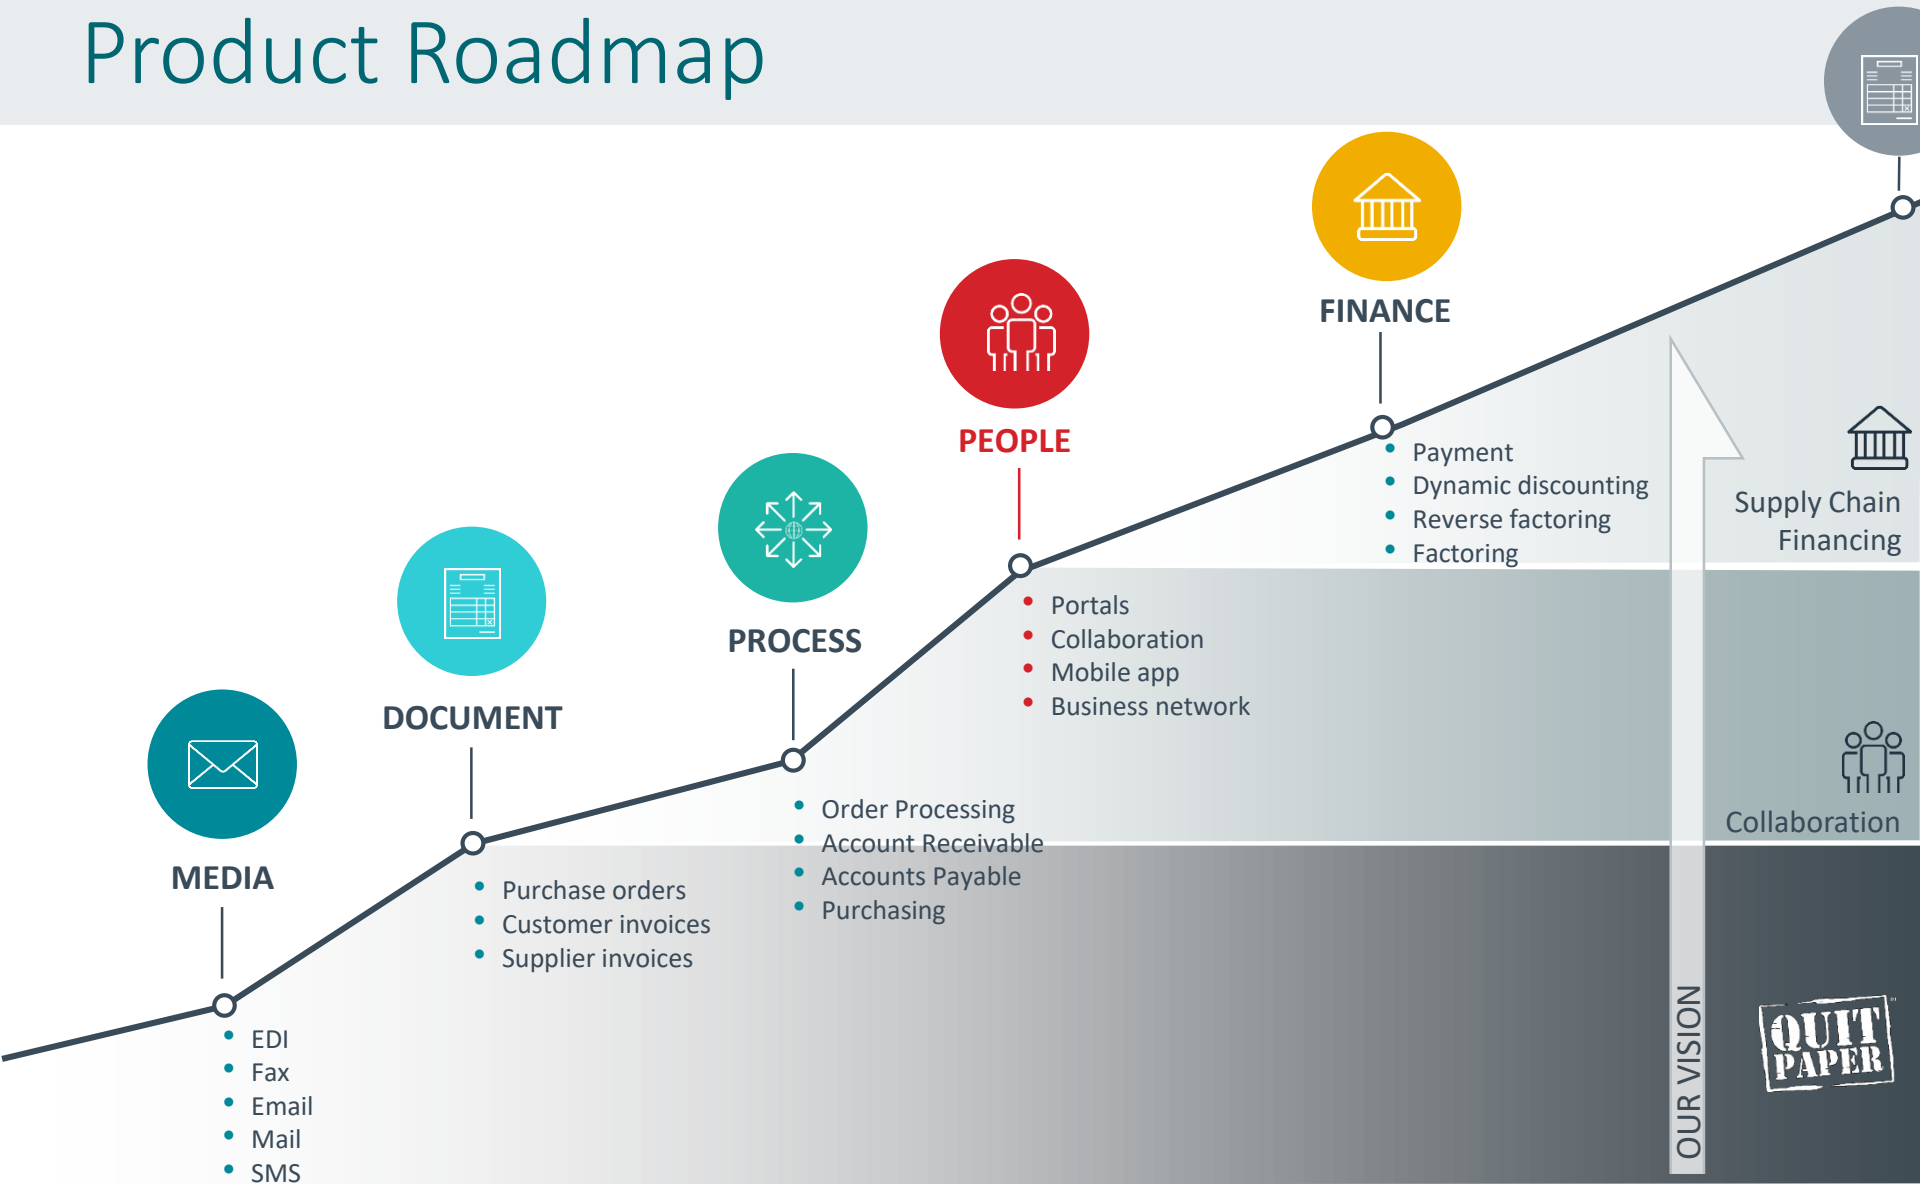 Product Roadmap
MEDIA
EDI
Fax
Email
Mail
SMS
DOCUMENT
Purchase orders
Customer invoices
Supplier invoices
PROCESS
Order Processing
Account Receivable
Accounts Payable
Purchasing
PEOPLE
Portals
Collaboration
Mobile app
Business network
FINANCE
Payment
Dynamic discounting
Reverse factoring
Factoring
OUR VISION
Supply Chain
Financing
Collaboration
QUIT
PAPER